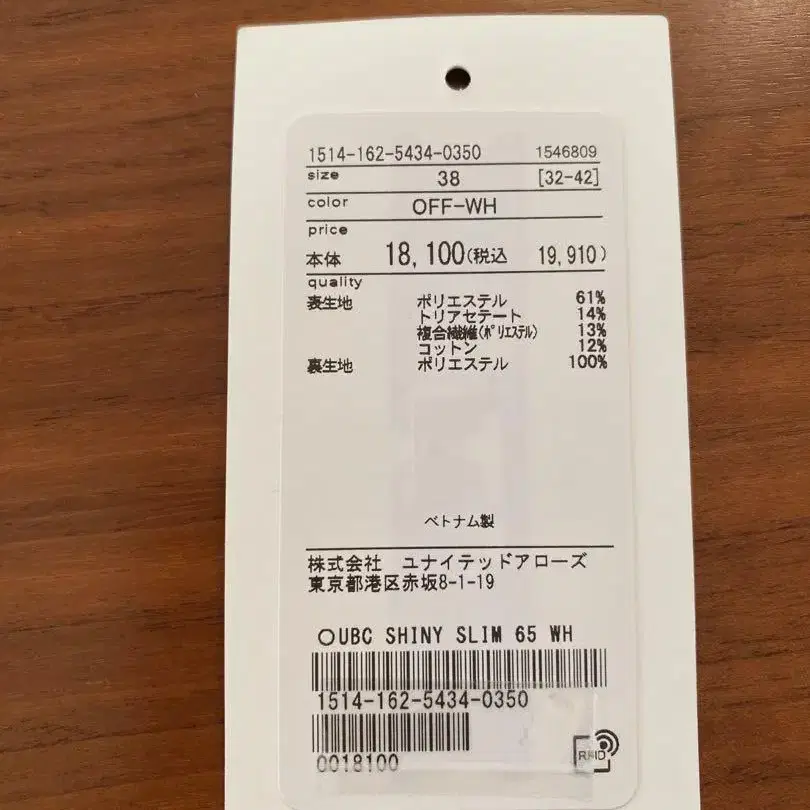 1514-162-5434-0350 1546809
size 38 [32-42]
color OFF-WH
price
本体 18,100(税込 19,910)
quality
表生地 ポリエステル 61%
トリアセテート 14%
複合繊維(ﾎﾟﾘｴｽﾃﾙ) 13%
コットン 12%
裏生地 ポリエステル 100%
ベトナム製
株式会社 ユナイテッドアローズ
東京都港区赤坂8-1-19
○UBC SHINY SLIM 65 WH
1514-162-5434-0350
0018100
RFID